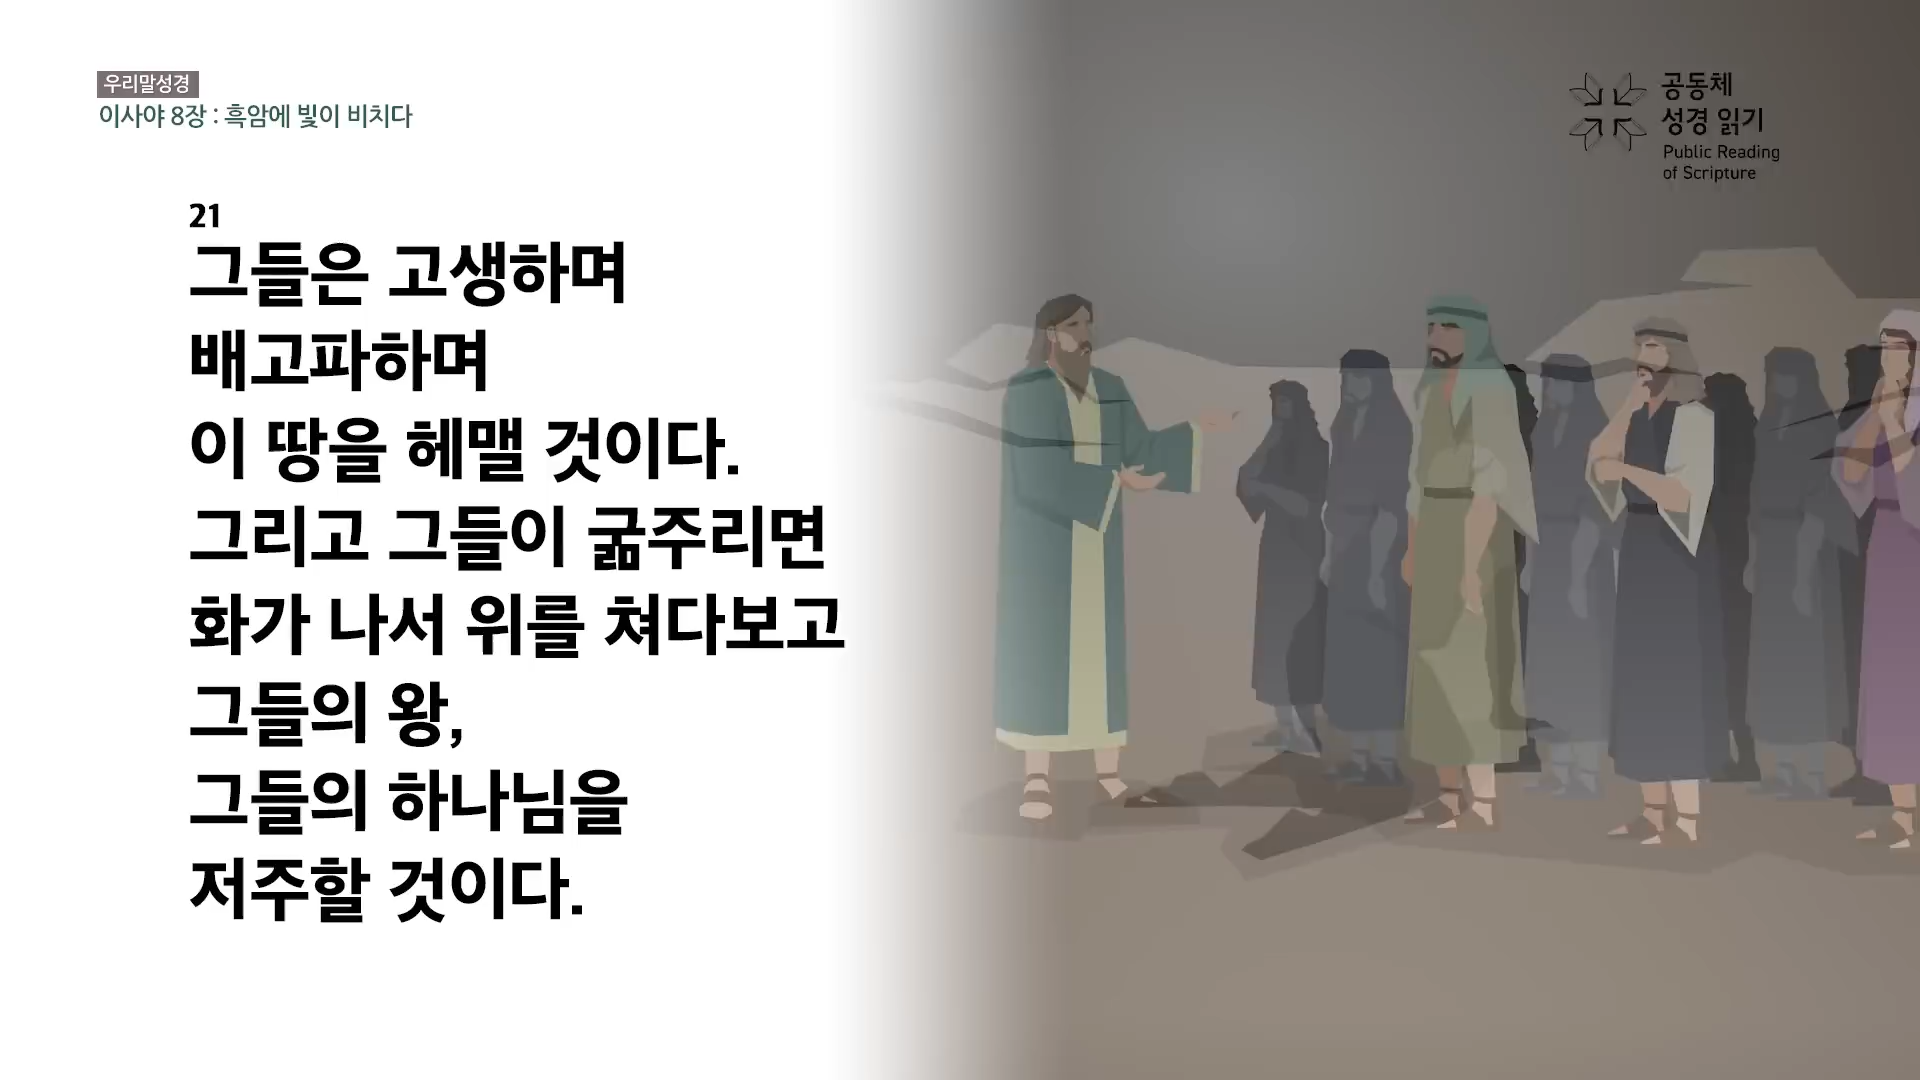 우리말성경
이사야 8장 : 흑암에 빛이 비치다
공동체
성경 읽기
Public Reading
of Scripture
21
그들은 고생하며
배고파하며
이 땅을 헤맬 것이다.
그리고 그들이 굶주리면
화가 나서 위를 쳐다보고
그들의 왕,
그들의 하나님을
저주할 것이다.